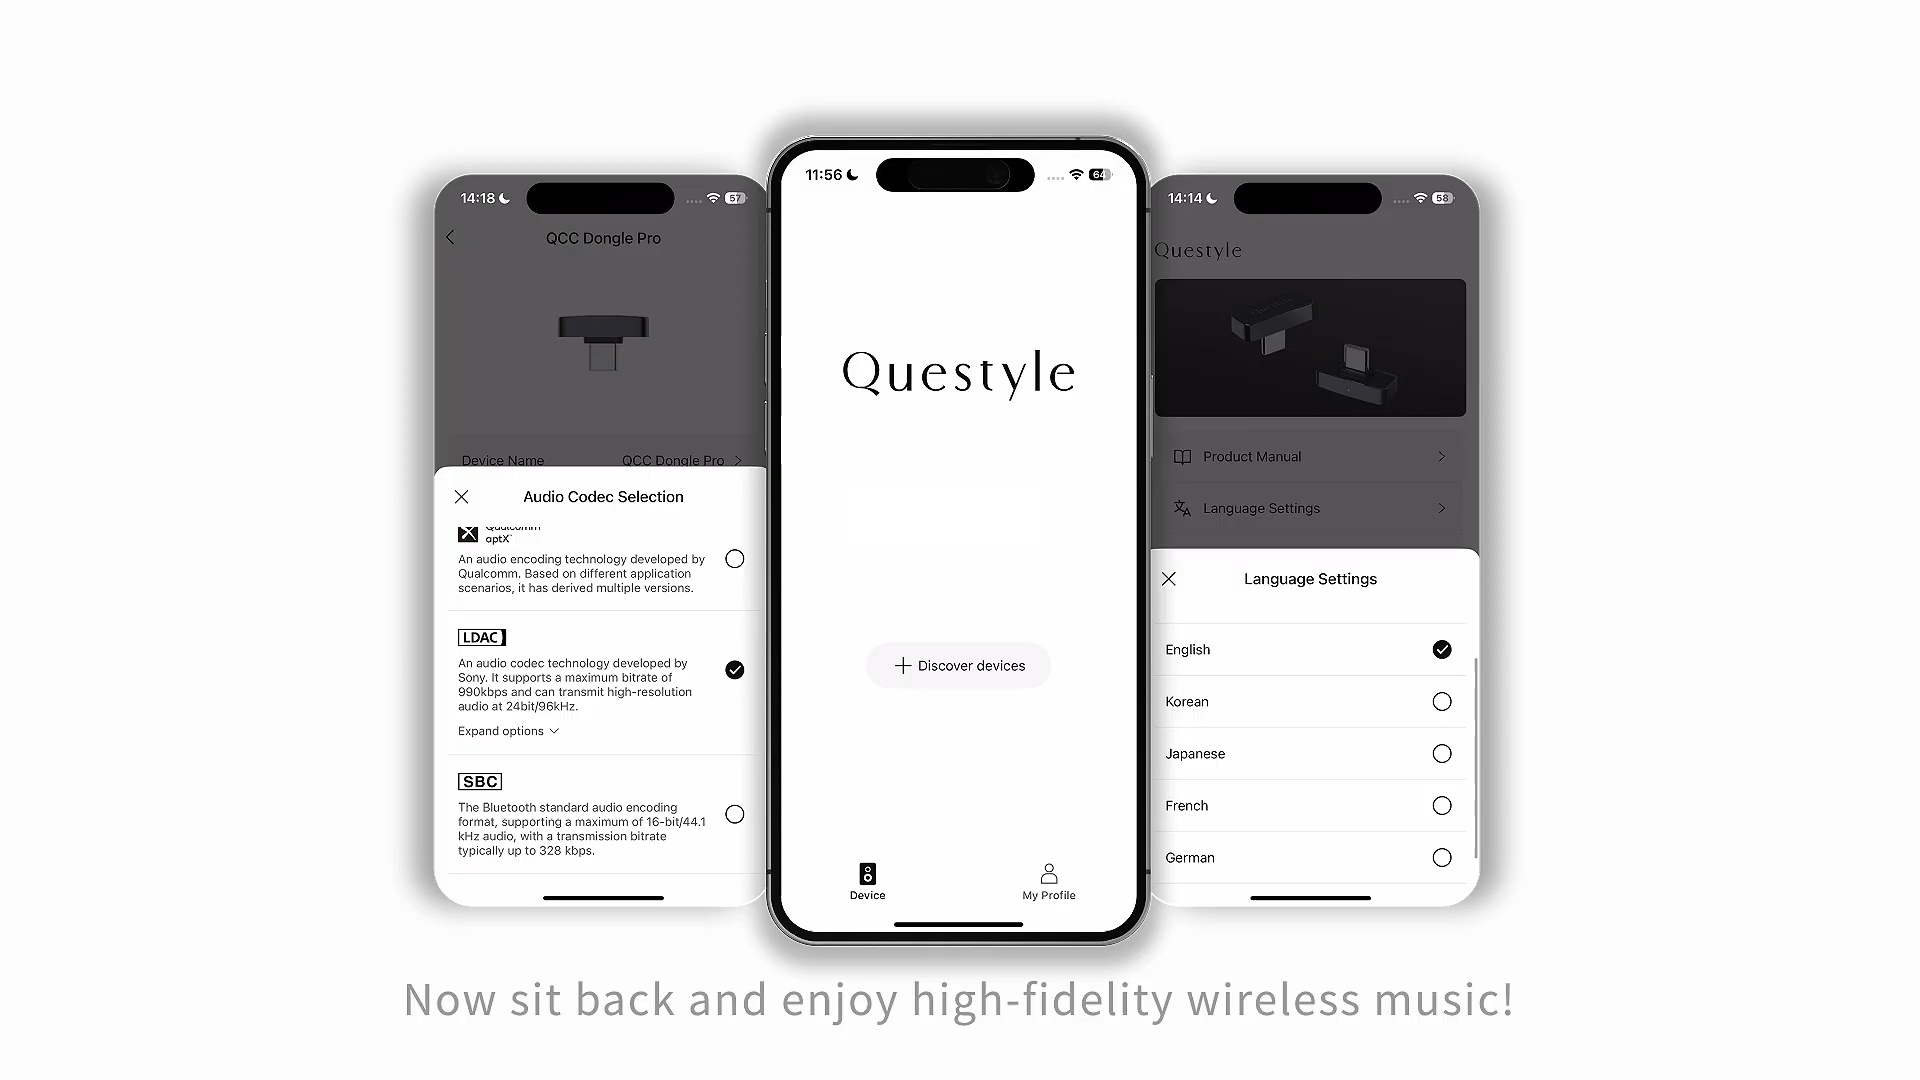 14:18
57
QCC Dongle Pro
Device Name
QCC Dongle Pro
Audio Codec Selection
Qualcomm
aptX
An audio encoding technology developed by
Qualcomm. Based on different application
scenarios, it has derived multiple versions.
LDAC
An audio codec technology developed by
Sony. It supports a maximum bitrate of
990kbps and can transmit high-resolution
audio at 24bit/96kHz.
Expand options
SBC
The Bluetooth standard audio encoding
format, supporting a maximum of 16-bit/44.1
kHz audio, with a transmission bitrate
typically up to 328 kbps.
11:56
64
Questyle
Discover devices
Device
My Profile
14:14
58
Questyle
Product Manual
Language Settings
Language Settings
English
Korean
Japanese
French
German
Now sit back and enjoy high-fidelity wireless music!